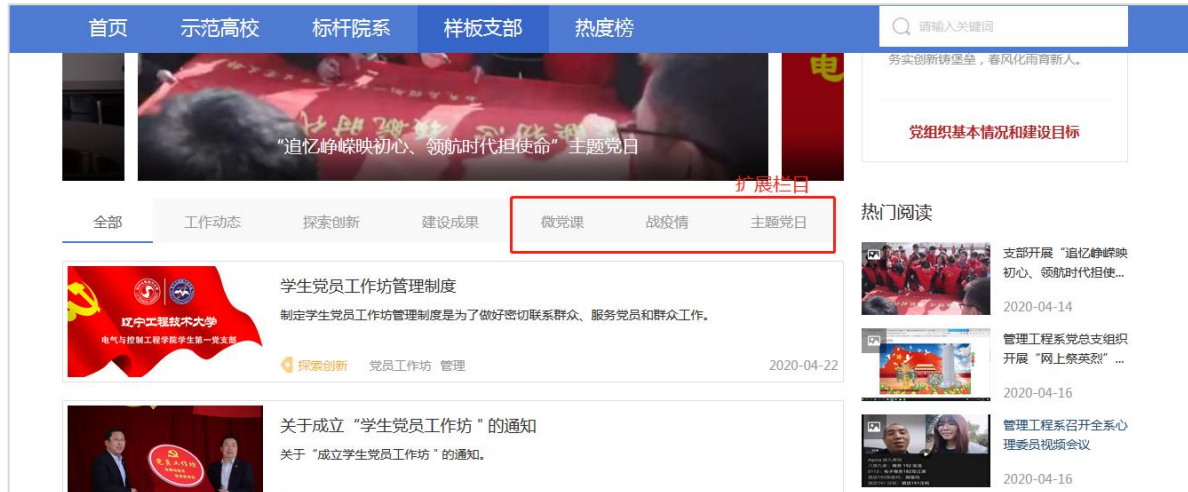 首页 示范高校 标杆院系 样板支部 热度榜 请输入关键词
务实创新铸堡垒，春风化雨育新人。
党组织基本情况和建设目标
“追忆峥嵘映初心、领航时代担使命”主题党日
扩展栏目
全部 工作动态 探索创新 建设成果 微党课 战疫情 主题党日
辽宁工程技术大学
电气与控制工程学院学生第一党支部
学生党员工作坊管理制度
制定学生党员工作坊管理制度是为了做好密切联系群众、服务党员和群众工作。
探索创新 党员工作坊 管理 2020-04-22
党员工作坊
关于成立“学生党员工作坊＂的通知
关于“成立学生党员工作坊＂的通知。
热门阅读
支部开展“追忆峥嵘映
初心、领航时代担使...
2020-04-14
管理工程系党总支组织
开展“网上祭英烈”...
2020-04-16
管理工程系召开全系心
理委员视频会议
2020-04-16